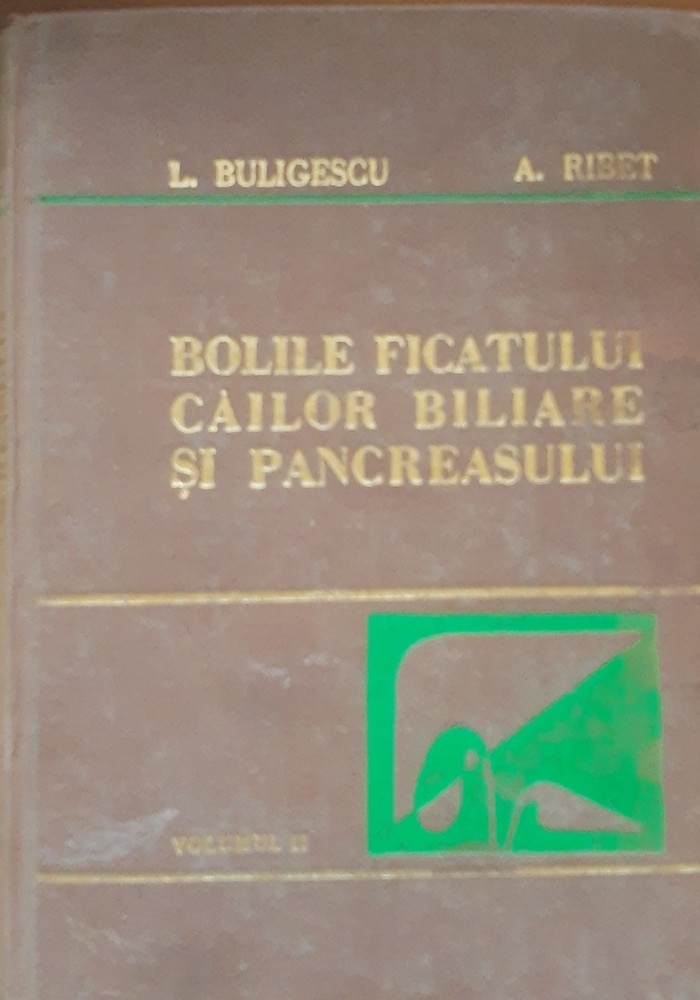 L. BULIGESCU A. RIBET
BOLILE FICATULUI
CĂILOR BILIARE
ȘI PANCREASULUI
VOLUMUL II